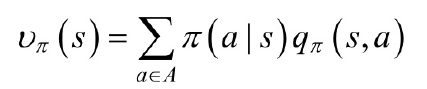 υ_π(s) = ∑_{a∈A} π(a | s) q_π(s, a)